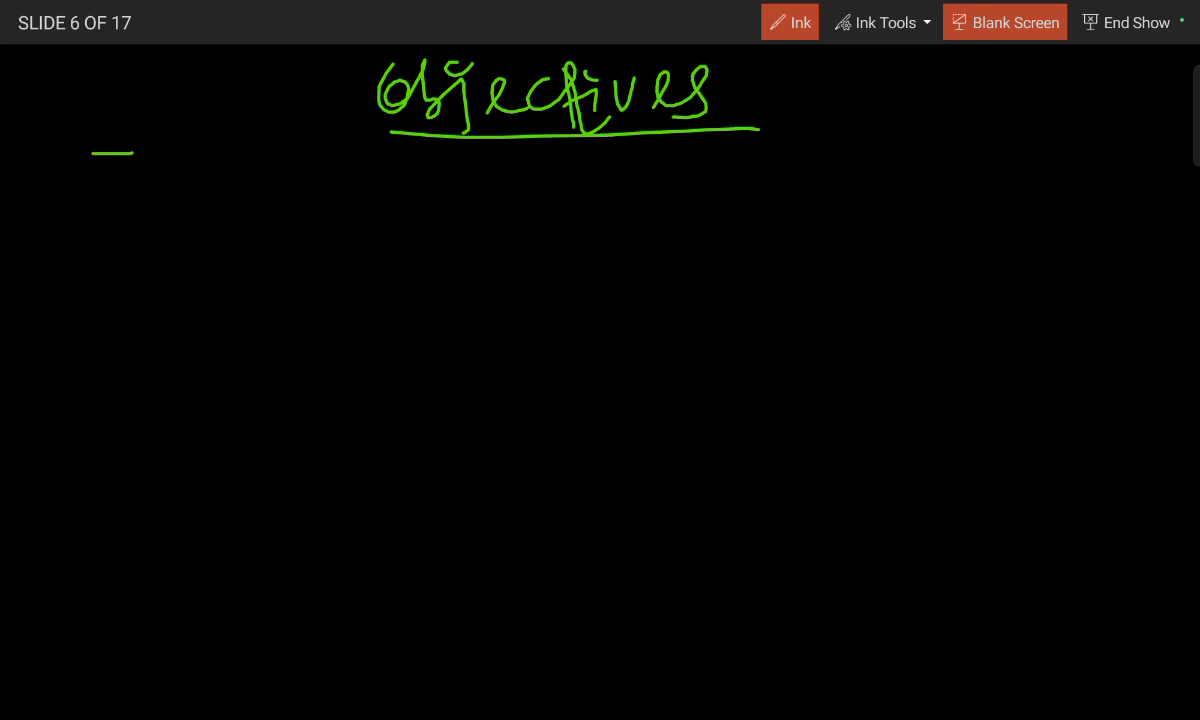 SLIDE 6 OF 17 Ink Ink Tools Blank Screen End Show
Objectives
—